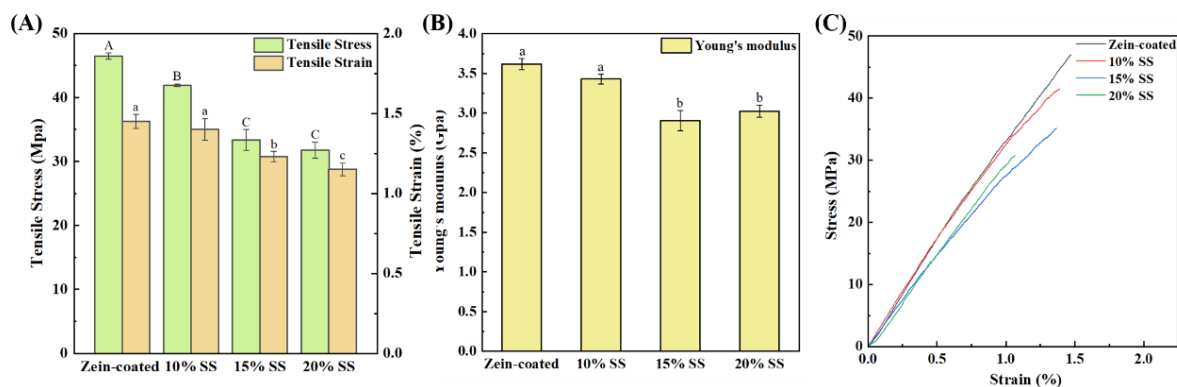 (A)
50
40
30
20
10
0
Tensile Stress (Mpa)
2.0
1.5
1.0
0.5
0.0
Tensile Strain (%)
Tensile Stress
Tensile Strain
A
a
B
a
C
b
C
c
Zein-coated 10% SS 15% SS 20% SS
(B)
4.0
3.5
3.0
2.5
2.0
1.5
1.0
0.5
0.0
Young's modulus (Gpa)
Young's modulus
a
a
b
b
Zein-coated 10% SS 15% SS 20% SS
(C)
50
40
30
20
10
0
Stress (MPa)
Zein-coated
10% SS
15% SS
20% SS
0.0 0.5 1.0 1.5 2.0
Strain (%)